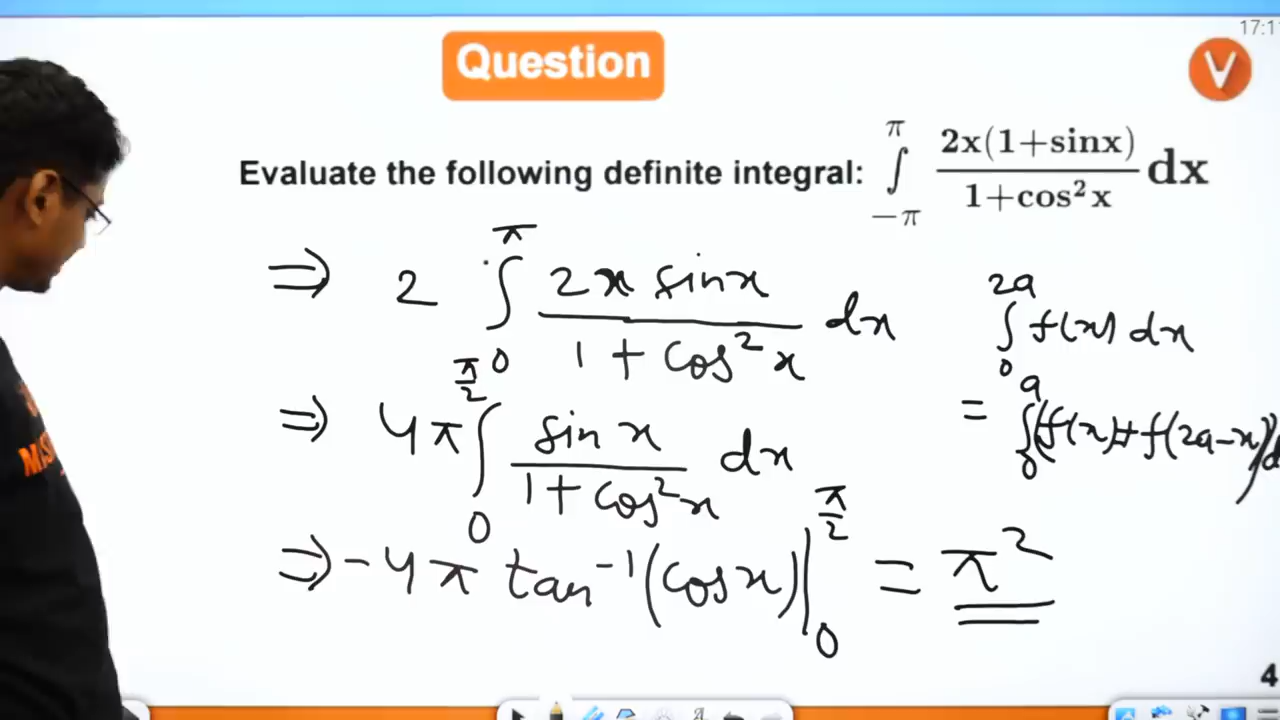 17:1
Question
V
Evaluate the following definite integral: ∫_{-π}^{π} 2x(1+sinx)/(1+cos²x) dx
⇒ 2 ∫_0^π 2x sinx/(1 + cos²x) dx
∫_0^{2a} f(x) dx
= ∫_0^a (f(x)+f(2a-x))d
⇒ 4π ∫_0^{π/2} sin x/(1 + cos²x) dx
⇒ -4π tan⁻¹(cosx)|_0^{π/2} = π²
4